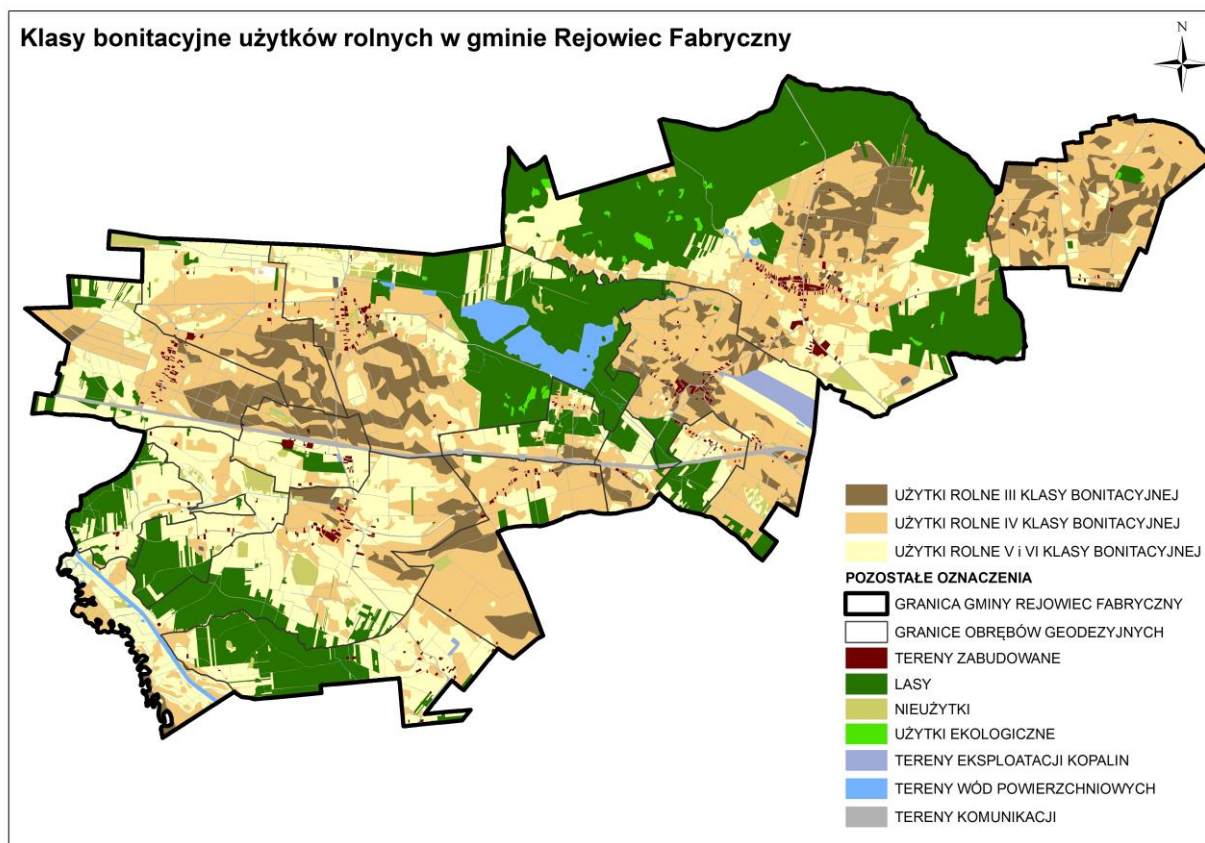 Klasy bonitacyjne użytków rolnych w gminie Rejowiec Fabryczny
N
UŻYTKI ROLNE III KLASY BONITACYJNEJ
UŻYTKI ROLNE IV KLASY BONITACYJNEJ
UŻYTKI ROLNE V i VI KLASY BONITACYJNEJ
POZOSTAŁE OZNACZENIA
GRANICA GMINY REJOWIEC FABRYCZNY
GRANICE OBRĘBÓW GEODEZYJNYCH
TERENY ZABUDOWANE
LASY
NIEUŻYTKI
UŻYTKI EKOLOGICZNE
TERENY EKSPLOATACJI KOPALIN
TERENY WÓD POWIERZCHNIOWYCH
TERENY KOMUNIKACJI